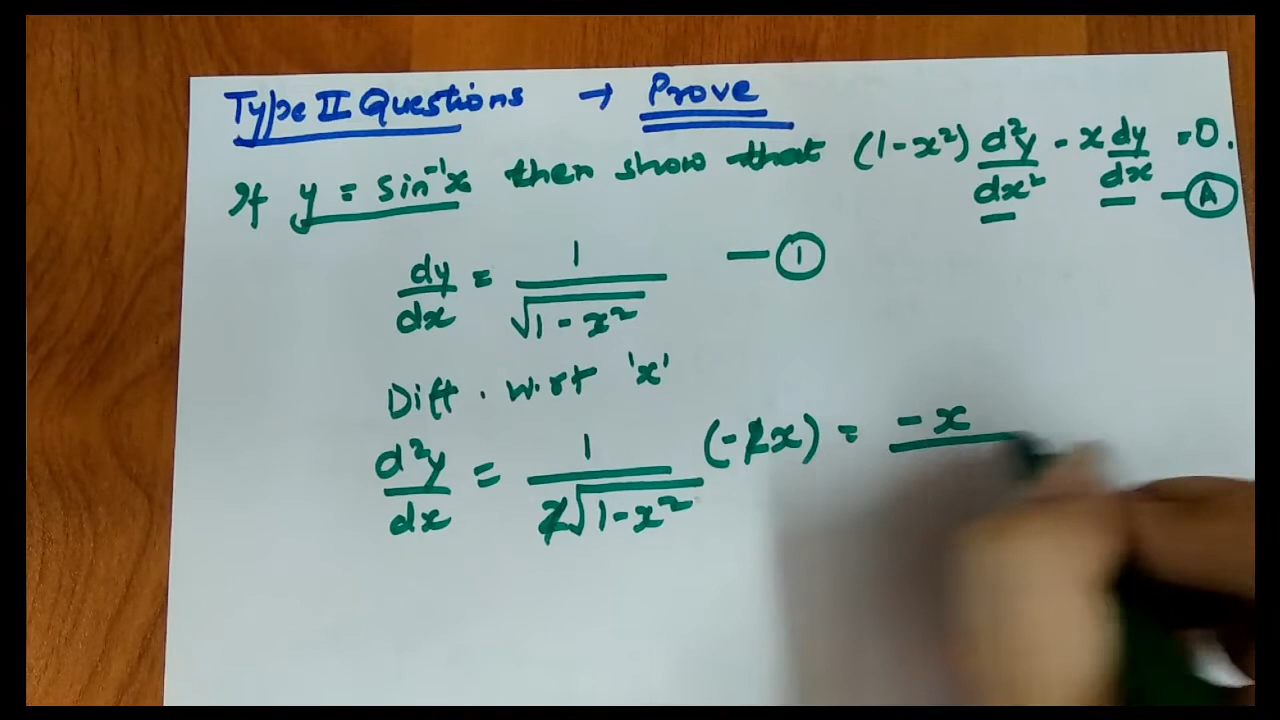 Type II Questions → Prove
If y = sin⁻¹x then show that (1-x²) d²y/dx² - x dy/dx = 0. — Ⓐ
dy/dx = 1/√(1-x²) — ①
Diff. w.r.t 'x'
d²y/dx = 1/(2√(1-x²)) (-2x) = -x